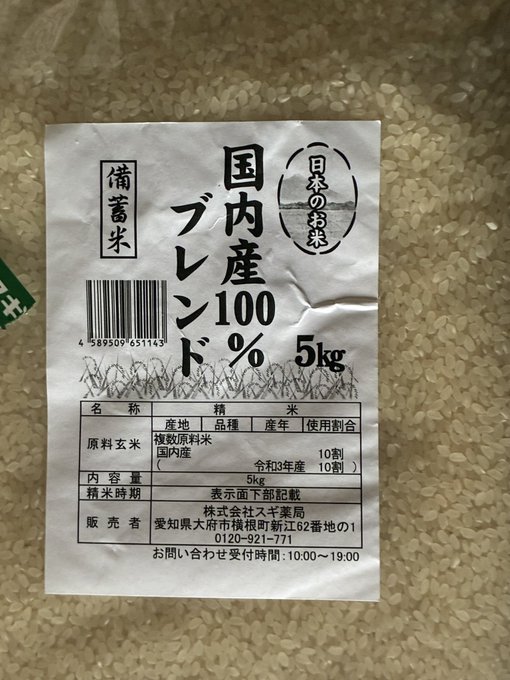 日本のお米
国内産100%
ブレンド
備蓄米
5kg
4 589509 651143
名 称 精 米
原料玄米 産地 品種 産年 使用割合
複数原料米
国内産 10割
( 令和3年産 10割 )
内 容 量 5kg
精米時期 表示面下部記載
販 売 者 株式会社スギ薬局
愛知県大府市横根町新江62番地の1
0120-921-771
お問い合わせ受付時間:10:00〜19:00